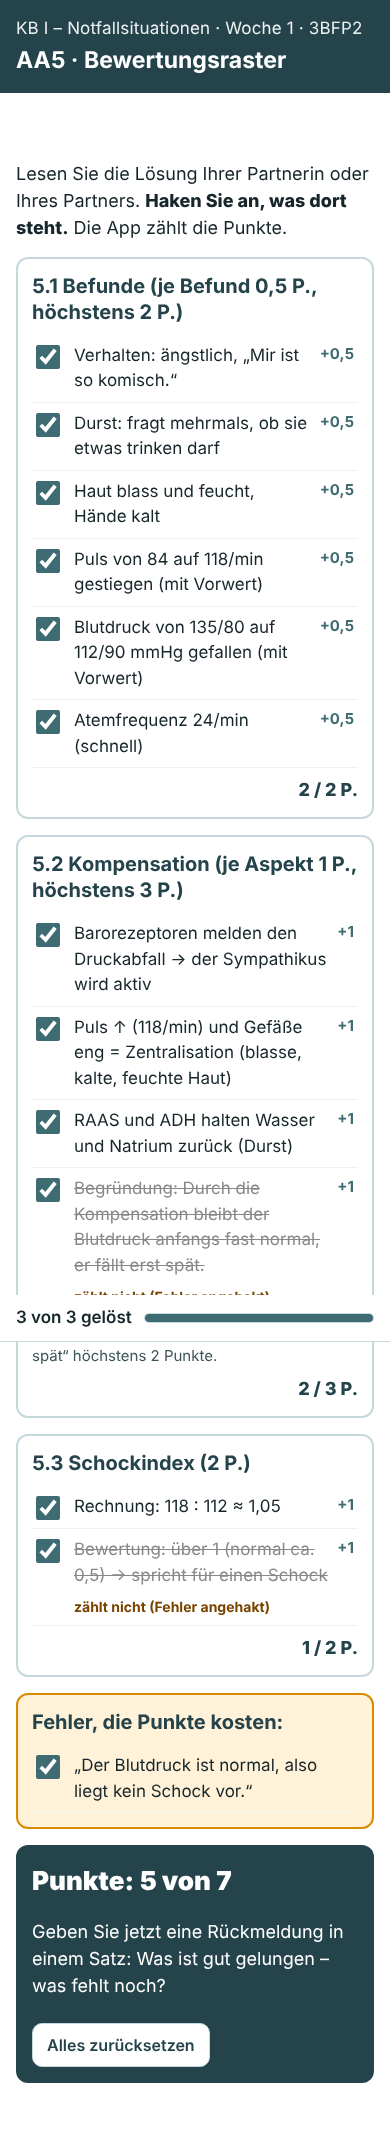 KB I – Notfallsituationen · Woche 1 · 3BFP2
AA5 · Bewertungsraster
Lesen Sie die Lösung Ihrer Partnerin oder
Ihres Partners. Haken Sie an, was dort
steht. Die App zählt die Punkte.
5.1 Befunde (je Befund 0,5 P.,
höchstens 2 P.)
Verhalten: ängstlich, „Mir ist +0,5
so komisch.“
Durst: fragt mehrmals, ob sie +0,5
etwas trinken darf
Haut blass und feucht, +0,5
Hände kalt
Puls von 84 auf 118/min +0,5
gestiegen (mit Vorwert)
Blutdruck von 135/80 auf +0,5
112/90 mmHg gefallen (mit
Vorwert)
Atemfrequenz 24/min +0,5
(schnell)
2 / 2 P.
5.2 Kompensation (je Aspekt 1 P.,
höchstens 3 P.)
Barorezeptoren melden den +1
Druckabfall → der Sympathikus
wird aktiv
Puls ↑ (118/min) und Gefäße +1
eng = Zentralisation (blasse,
kalte, feuchte Haut)
RAAS und ADH halten Wasser +1
und Natrium zurück (Durst)
Begründung: Durch die +1
Kompensation bleibt der
Blutdruck anfangs fast normal,
er fällt erst spät.
zählt nicht (Fehler angehakt)
3 von 3 gelöst
spät“ höchstens 2 Punkte.
2 / 3 P.
5.3 Schockindex (2 P.)
Rechnung: 118 : 112 ≈ 1,05 +1
Bewertung: über 1 (normal ca. +1
0,5) → spricht für einen Schock
zählt nicht (Fehler angehakt)
1 / 2 P.
Fehler, die Punkte kosten:
„Der Blutdruck ist normal, also
liegt kein Schock vor.“
Punkte: 5 von 7
Geben Sie jetzt eine Rückmeldung in
einem Satz: Was ist gut gelungen –
was fehlt noch?
Alles zurücksetzen